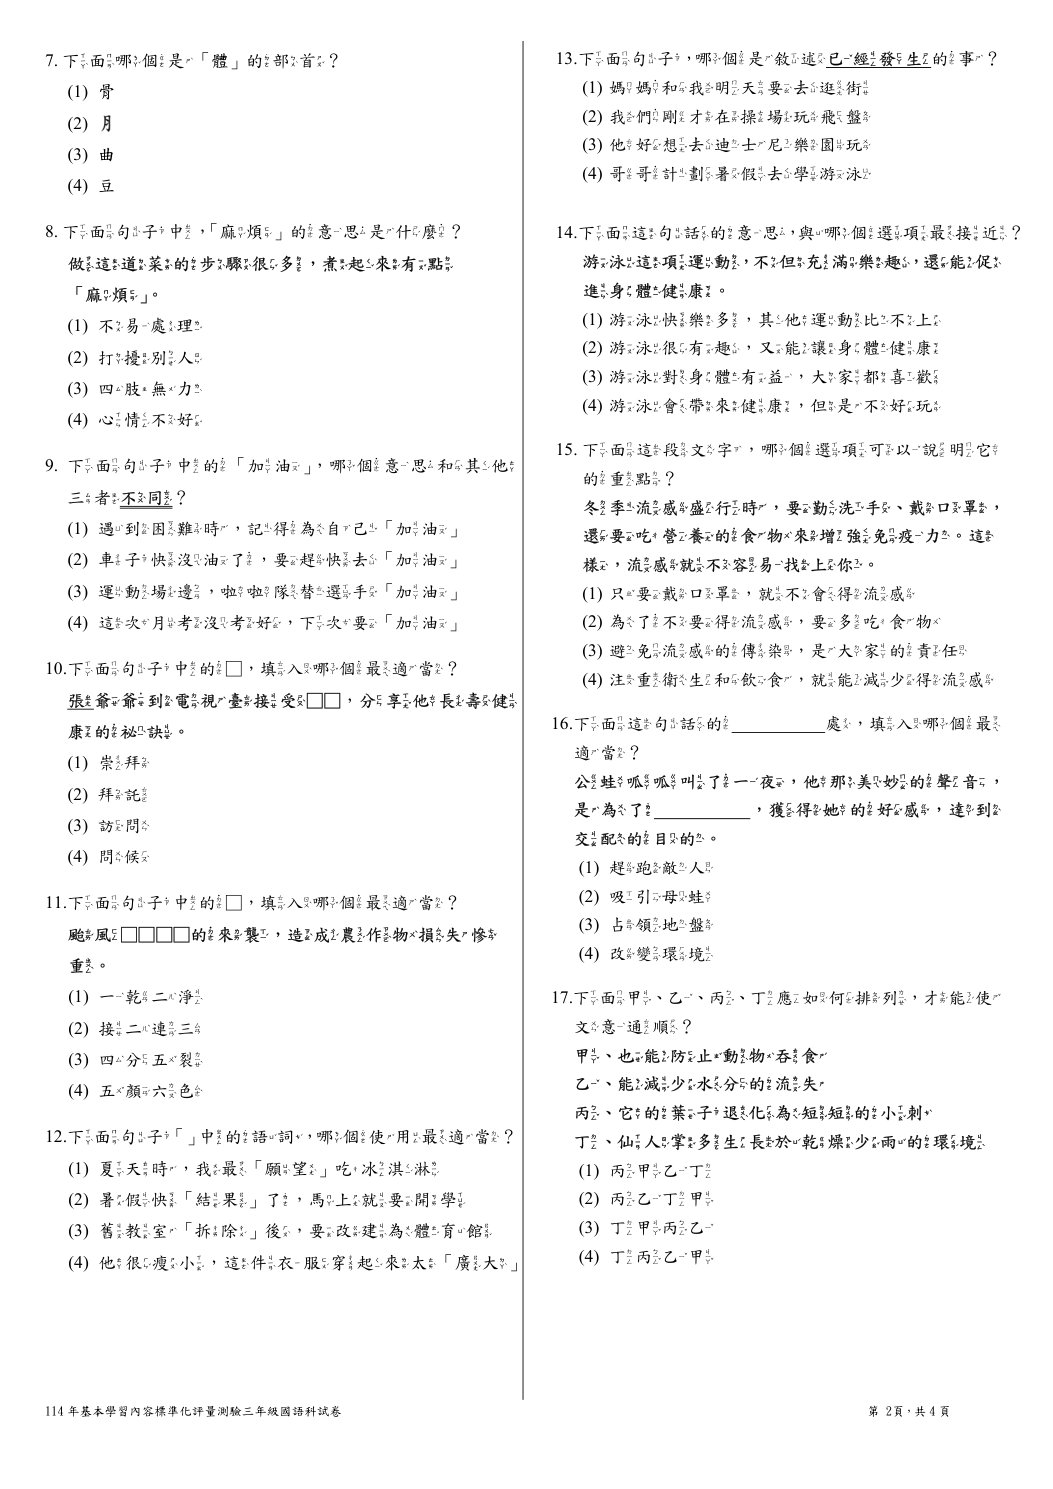 7. 下面哪個是「體」的部首？
(1) 骨
(2) 月
(3) 曲
(4) 豆
8. 下面句子中，「麻煩」的意思是什麼？
做這道菜的步驟很多，煮起來有點
「麻煩」。
(1) 不易處理
(2) 打擾別人
(3) 四肢無力
(4) 心情不好
9. 下面句子中的「加油」，哪個意思和其他
三者不同？
(1) 遇到困難時，記得為自己「加油」
(2) 車子快沒油了，要趕快去「加油」
(3) 運動場邊，啦啦隊替選手「加油」
(4) 這次月考沒考好，下次要「加油」
10.下面句子中的□，填入哪個最適當？
張爺爺到電視臺接受□□，分享他長壽健
康的祕訣。
(1) 崇拜
(2) 拜託
(3) 訪問
(4) 問候
11.下面句子中的□，填入哪個最適當？
颱風□□□□的來襲，造成農作物損失慘
重。
(1) 一乾二淨
(2) 接二連三
(3) 四分五裂
(4) 五顏六色
12.下面句子「」中的語詞，哪個使用最適當？
(1) 夏天時，我最「願望」吃冰淇淋
(2) 暑假快「結果」了，馬上就要開學
(3) 舊教室「拆除」後，要改建為體育館
(4) 他很瘦小，這件衣服穿起來太「廣大」
13.下面句子，哪個是敘述已經發生的事？
(1) 媽媽和我明天要去逛街
(2) 我們剛才在操場玩飛盤
(3) 他好想去迪士尼樂園玩
(4) 哥哥計劃暑假去學游泳
14.下面這句話的意思，與哪個選項最接近？
游泳這項運動，不但充滿樂趣，還能促
進身體健康。
(1) 游泳快樂多，其他運動比不上
(2) 游泳很有趣，又能讓身體健康
(3) 游泳對身體有益，大家都喜歡
(4) 游泳會帶來健康，但是不好玩
15. 下面這段文字，哪個選項可以說明它
的重點？
冬季流感盛行時，要勤洗手、戴口罩，
還要吃營養的食物來增強免疫力。這
樣，流感就不容易找上你。
(1) 只要戴口罩，就不會得流感
(2) 為了不要得流感，要多吃食物
(3) 避免流感的傳染，是大家的責任
(4) 注重衛生和飲食，就能減少得流感
16.下面這句話的__________處，填入哪個最
適當？
公蛙呱呱叫了一夜，他那美妙的聲音，
是為了__________，獲得她的好感，達到
交配的目的。
(1) 趕跑敵人
(2) 吸引母蛙
(3) 占領地盤
(4) 改變環境
17.下面甲、乙、丙、丁應如何排列，才能使
文意通順？
甲、也能防止動物吞食
乙、能減少水分的流失
丙、它的葉子退化為短短的小刺
丁、仙人掌多生長於乾燥少雨的環境
(1) 丙甲乙丁
(2) 丙乙丁甲
(3) 丁甲丙乙
(4) 丁丙乙甲
114 年基本學習內容標準化評量測驗三年級國語科試卷
第 2頁，共 4 頁